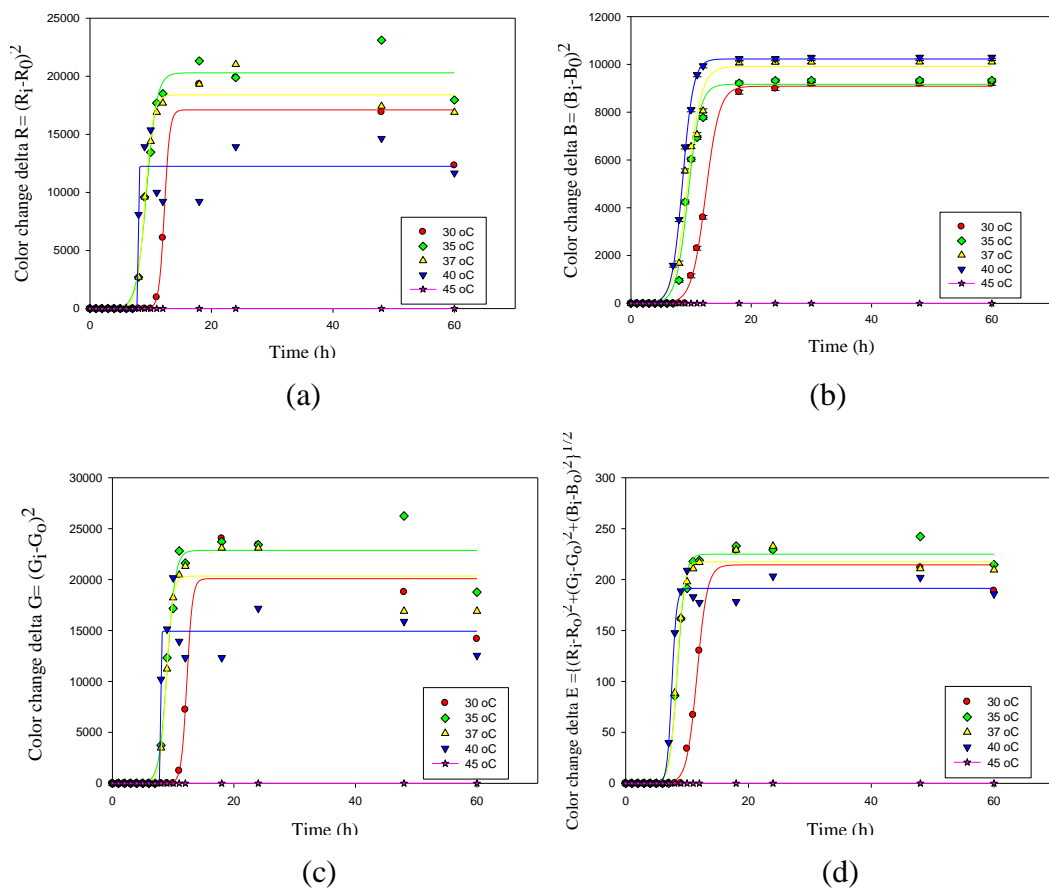 Color change delta R= (Ri-R0)^2
25000
20000
15000
10000
5000
0
0 20 40 60
Time (h)
30 oC
35 oC
37 oC
40 oC
45 oC
(a)
Color change delta B= (Bi-B0)^2
12000
10000
8000
6000
4000
2000
0
0 20 40 60
Time (h)
30 oC
35 oC
37 oC
40 oC
45 oC
(b)
Color change delta G= (Gi-Go)^2
30000
25000
20000
15000
10000
5000
0
0 20 40 60
Time (h)
30 oC
35 oC
37 oC
40 oC
45 oC
(c)
Color change delta E ={(Ri-Ro)^2+(Gi-Go)^2+(Bi-Bo)^2}^1/2
300
250
200
150
100
50
0
0 20 40 60
Time (h)
30 oC
35 oC
37 oC
40 oC
45 oC
(d)